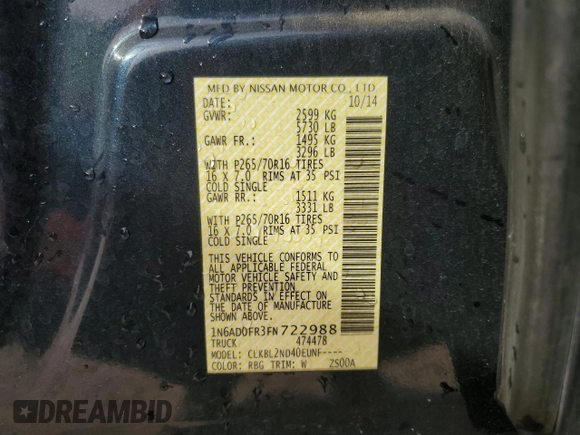 MFD BY NISSAN MOTOR CO., LTD
DATE: 10/14
GVWR: 2599 KG
5730 LB
GAWR FR.: 1495 KG
3296 LB
WITH P265/70R16 TIRES
16 X 7.0 RIMS AT 35 PSI
COLD SINGLE
GAWR RR.: 1511 KG
3331 LB
WITH P265/70R16 TIRES
16 X 7.0 RIMS AT 35 PSI
COLD SINGLE
THIS VEHICLE CONFORMS TO
ALL APPLICABLE FEDERAL
MOTOR VEHICLE SAFETY AND
THEFT PREVENTION
STANDARDS IN EFFECT ON
THE DATE OF MANUFACTURE
SHOWN ABOVE.
1N6AD0FR3FN722988
TRUCK 474478
MODEL: CLKBL2ND40EUNF----
COLOR: RBG TRIM: W ZS00A
DREAMBID